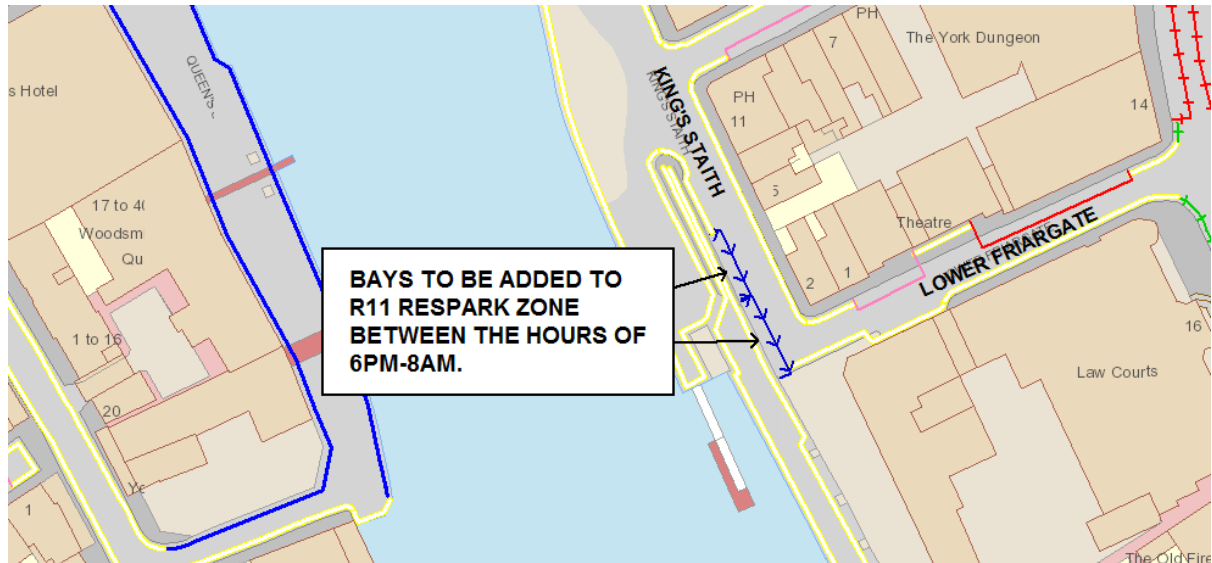 PH
The York Dungeon
7
s Hotel
QUEEN'S
KING'S STAITH
KING'S STAITH
PH
11
14
5
17 to 40
Woodsm
Qu
Theatre
LOWER FRIARGATE
BAYS TO BE ADDED TO
R11 RESPARK ZONE
BETWEEN THE HOURS OF
6PM-8AM.
2
1
1 to 16
16
Law Courts
20
1
The Old Fire